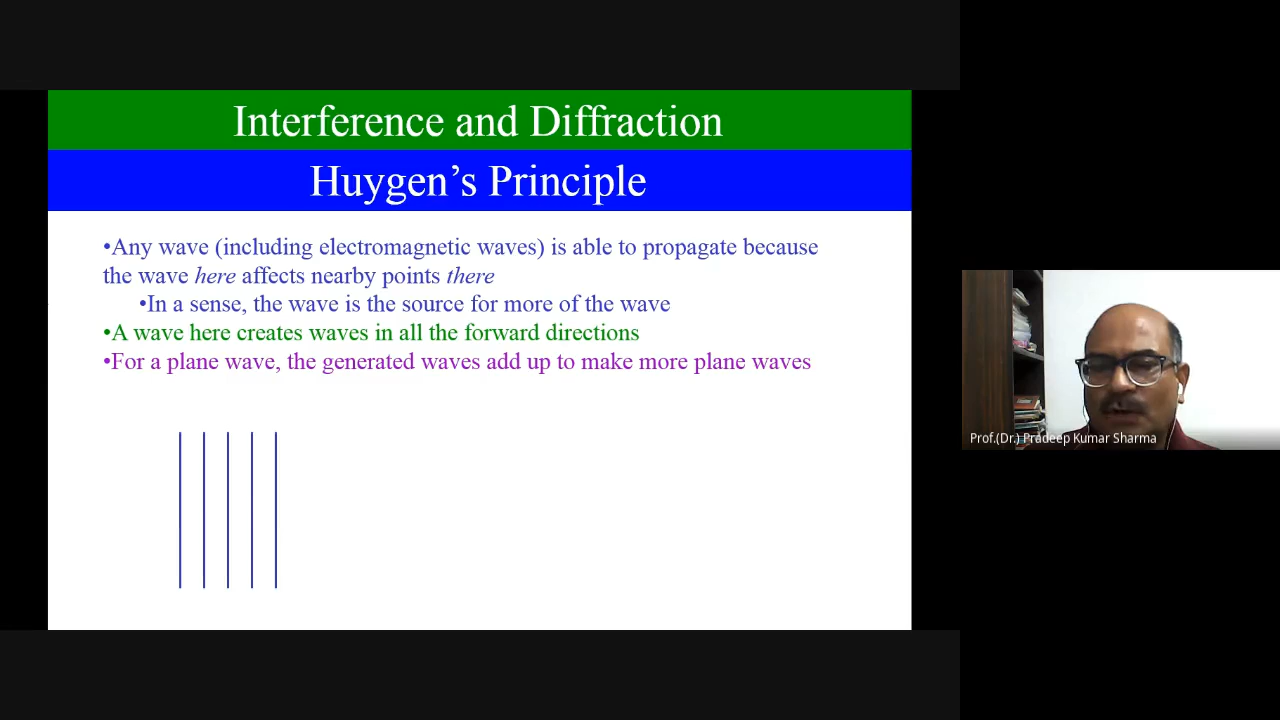 Interference and Diffraction
Huygen’s Principle
•Any wave (including electromagnetic waves) is able to propagate because
the wave here affects nearby points there
•In a sense, the wave is the source for more of the wave
•A wave here creates waves in all the forward directions
•For a plane wave, the generated waves add up to make more plane waves
Prof.(Dr.) Pradeep Kumar Sharma